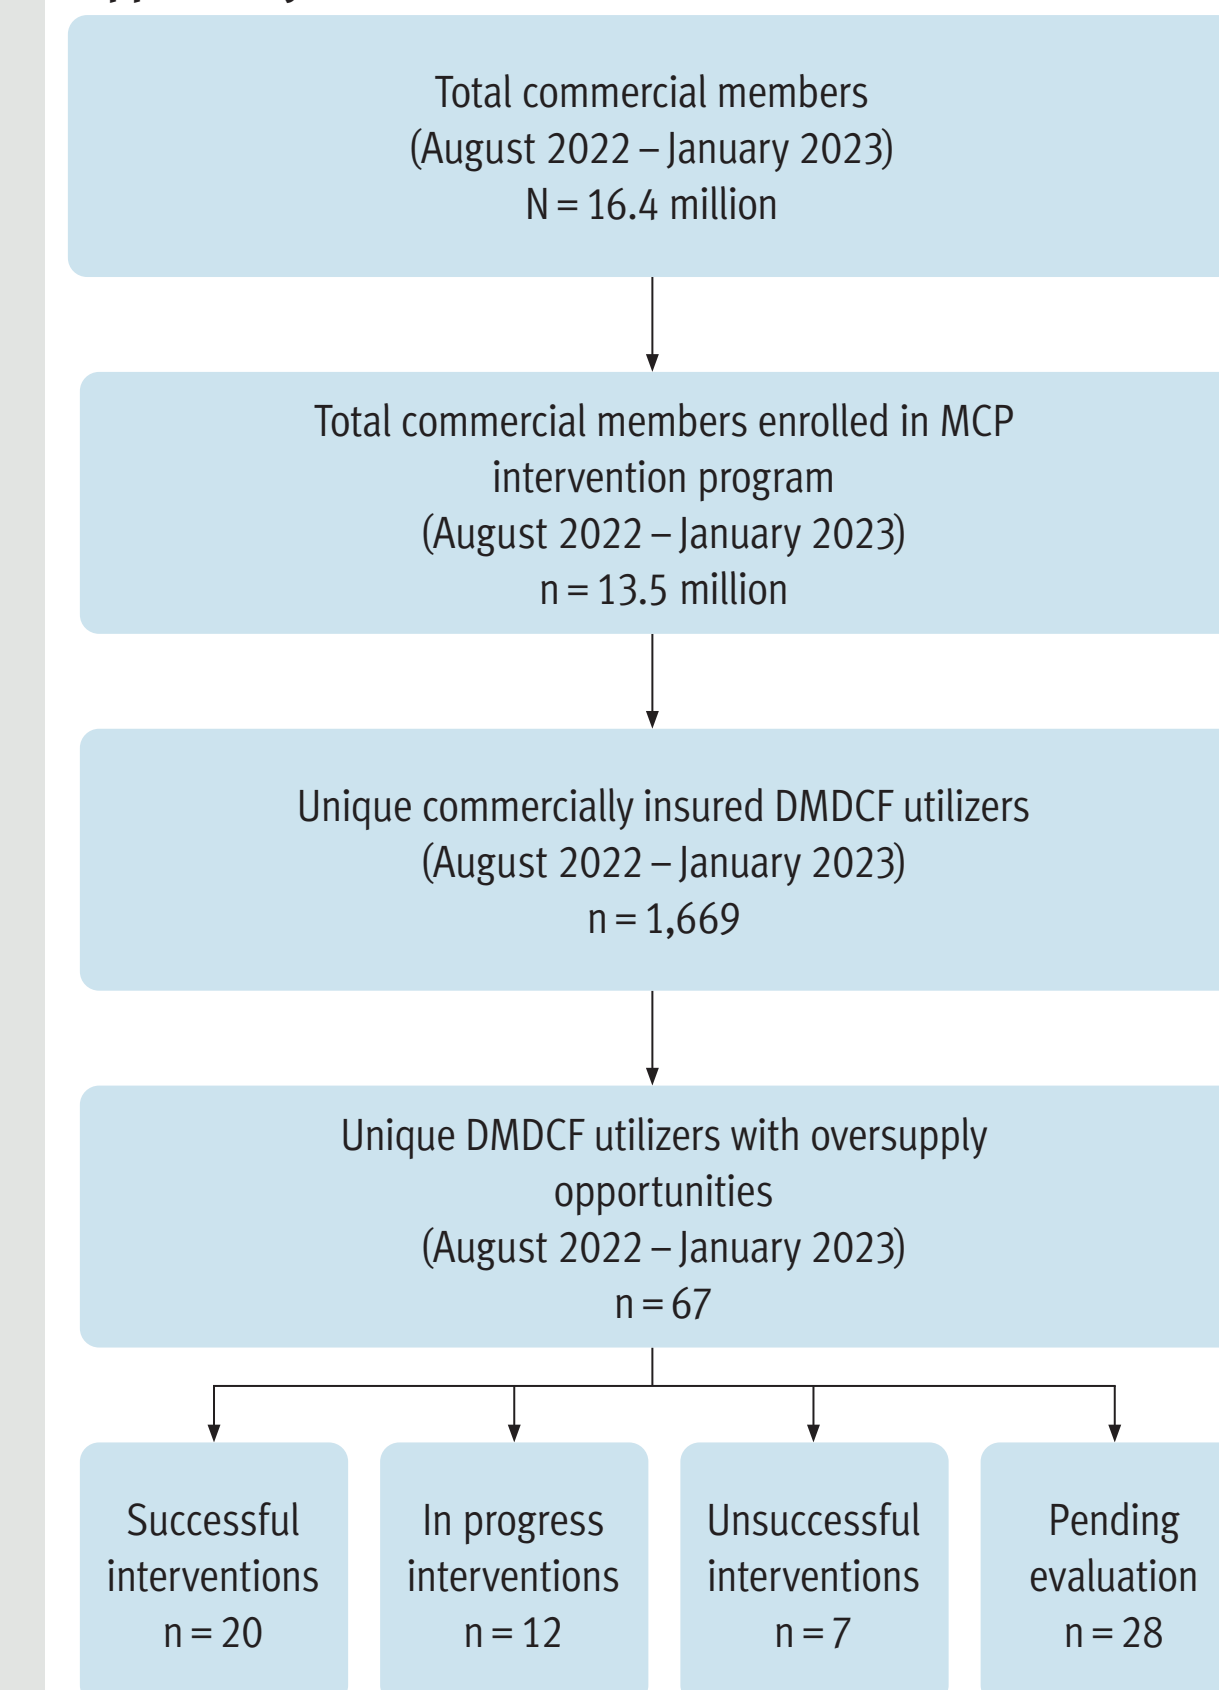 Total commercial members
(August 2022 – January 2023)
N = 16.4 million
Total commercial members enrolled in MCP
intervention program
(August 2022 – January 2023)
n = 13.5 million
Unique commercially insured DMDCF utilizers
(August 2022 – January 2023)
n = 1,669
Unique DMDCF utilizers with oversupply
opportunities
(August 2022 – January 2023)
n = 67
Successful
interventions
n = 20
In progress
interventions
n = 12
Unsuccessful
interventions
n = 7
Pending
evaluation
n = 28